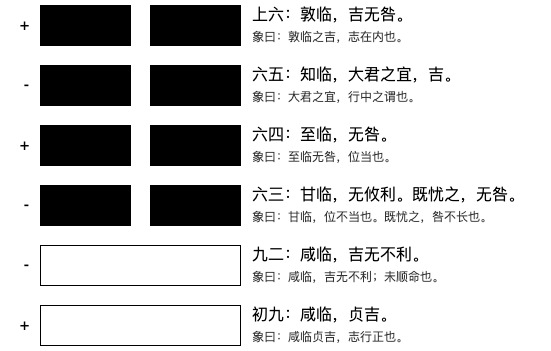 +
上六：敦临，吉无咎。
象曰：敦临之吉，志在内也。
-
六五：知临，大君之宜，吉。
象曰：大君之宜，行中之谓也。
+
六四：至临，无咎。
象曰：至临无咎，位当也。
-
六三：甘临，无攸利。既忧之，无咎。
象曰：甘临，位不当也。既忧之，咎不长也。
-
九二：咸临，吉无不利。
象曰：咸临，吉无不利；未顺命也。
+
初九：咸临，贞吉。
象曰：咸临贞吉，志行正也。